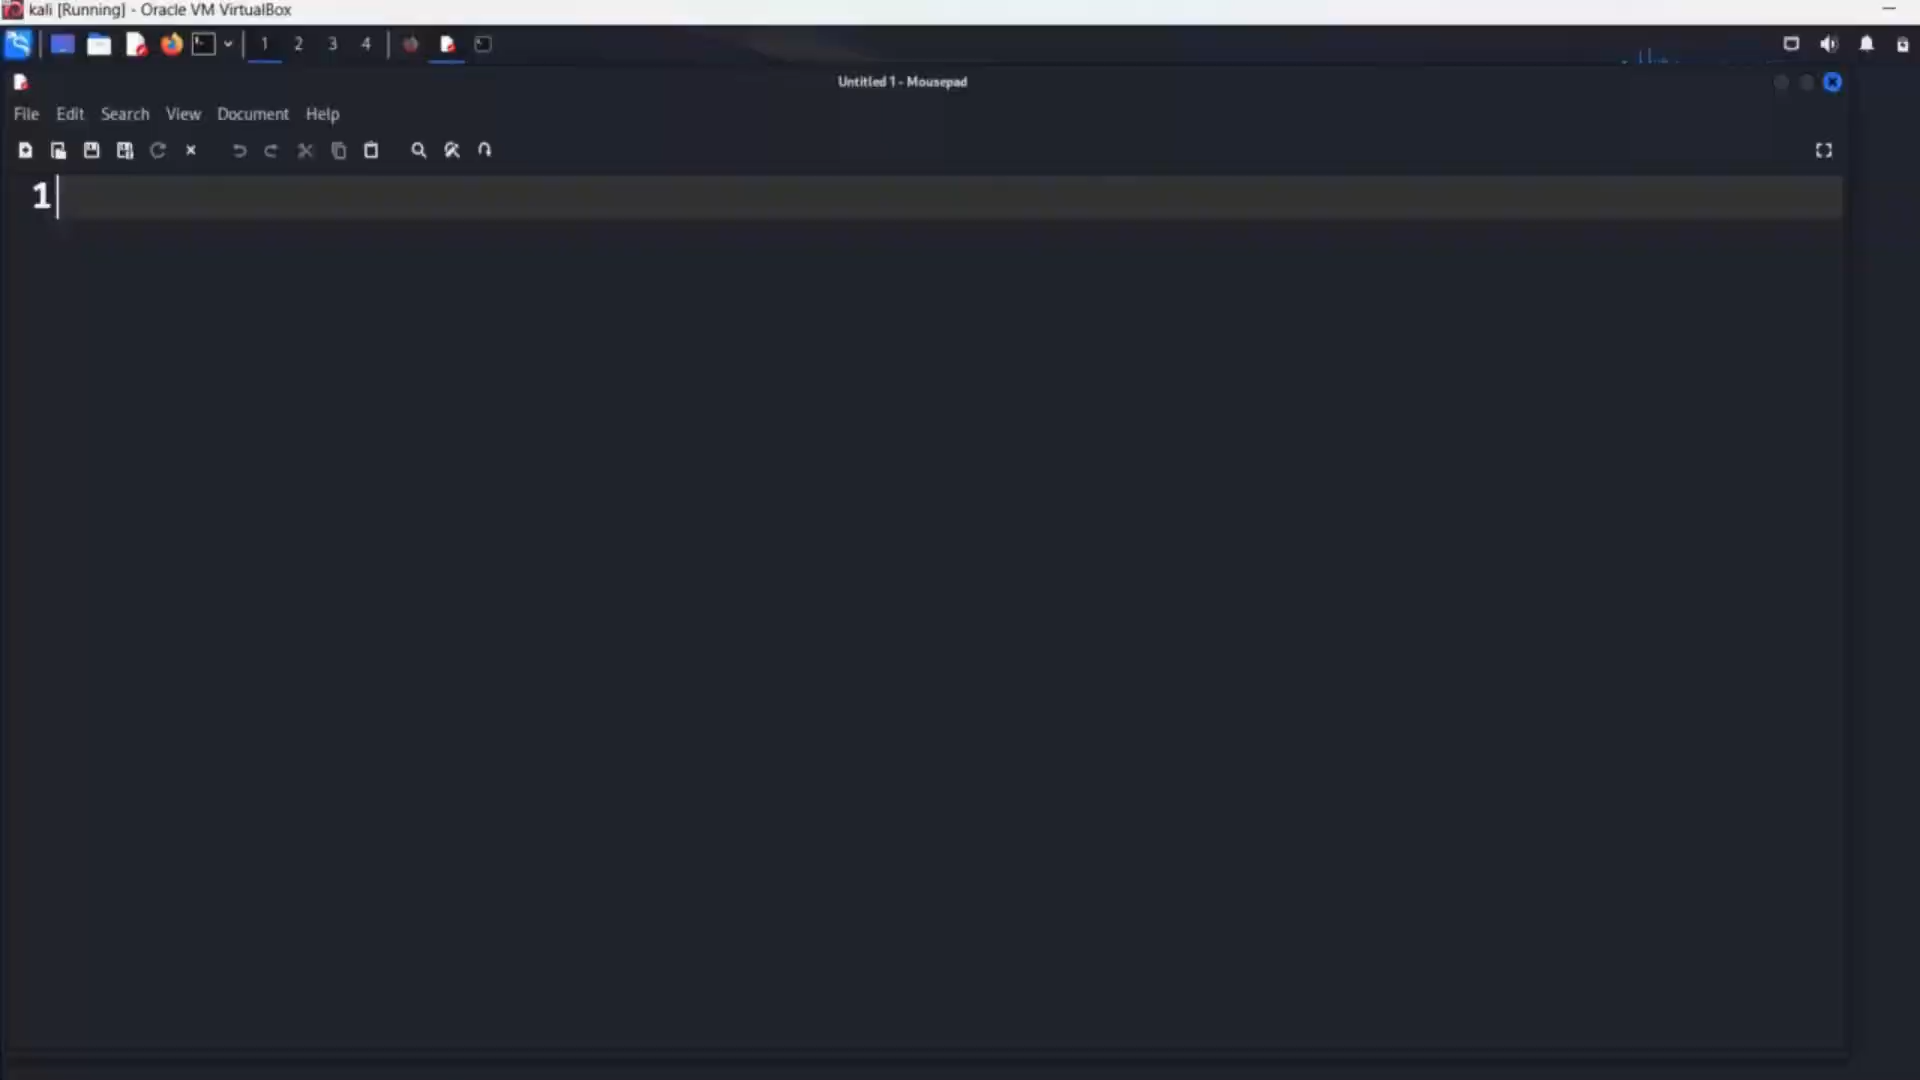 kali [Running] - Oracle VM VirtualBox
1 2 3 4
Untitled 1 - Mousepad
File Edit Search View Document Help
1